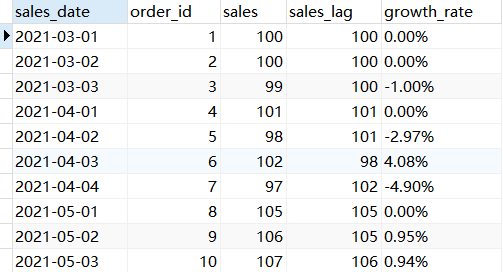 sales_date order_id sales sales_lag growth_rate
2021-03-01 1 100 100 0.00%
2021-03-02 2 100 100 0.00%
2021-03-03 3 99 100 -1.00%
2021-04-01 4 101 101 0.00%
2021-04-02 5 98 101 -2.97%
2021-04-03 6 102 98 4.08%
2021-04-04 7 97 102 -4.90%
2021-05-01 8 105 105 0.00%
2021-05-02 9 106 105 0.95%
2021-05-03 10 107 106 0.94%